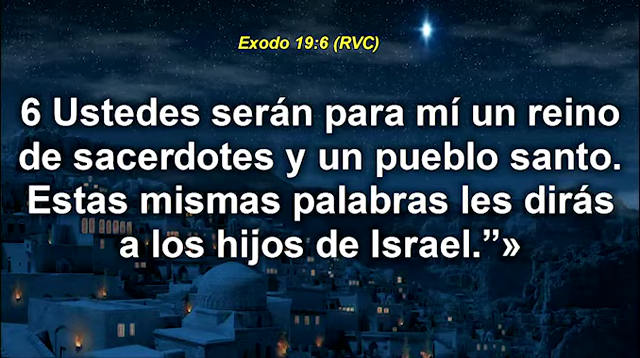 Exodo 19:6 (RVC)
6 Ustedes serán para mí un reino
de sacerdotes y un pueblo santo.
Estas mismas palabras les dirás
a los hijos de Israel.”»